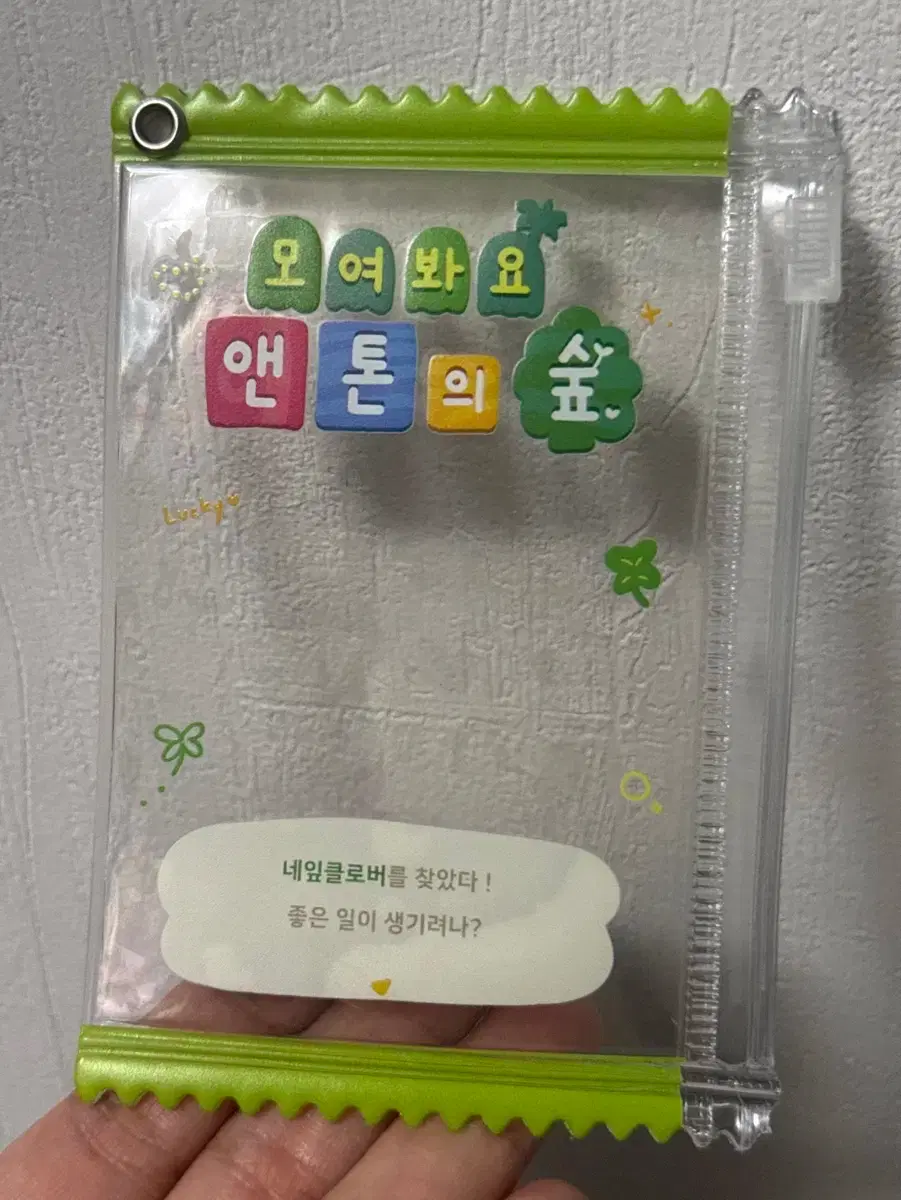 모여봐요
앤톤의 숲
Lucky
네잎클로버를 찾았다 !
좋은 일이 생기려나?